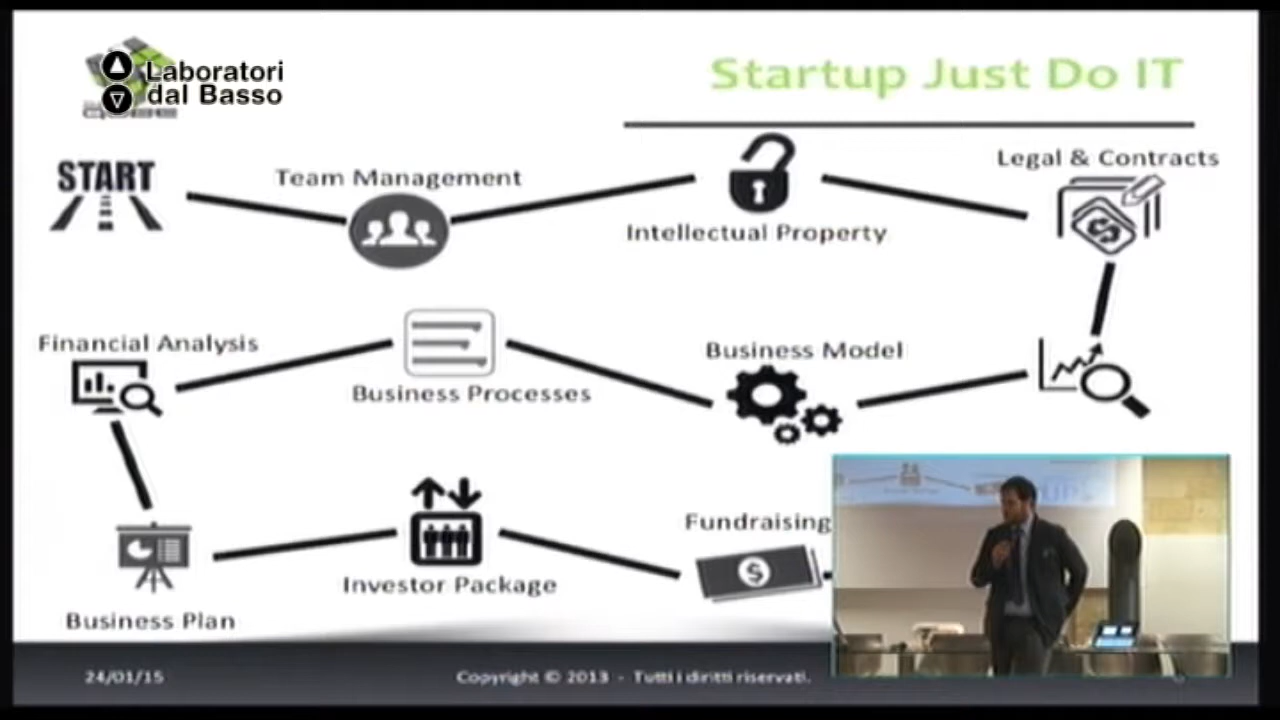 Laboratori
dal Basso
Startup Just Do IT
START
Team Management
Intellectual Property
Legal & Contracts
Financial Analysis
Business Processes
Business Model
Business Plan
Investor Package
Fundraising
24/01/15
Copyright © 2013 - Tutti i diritti riservati.